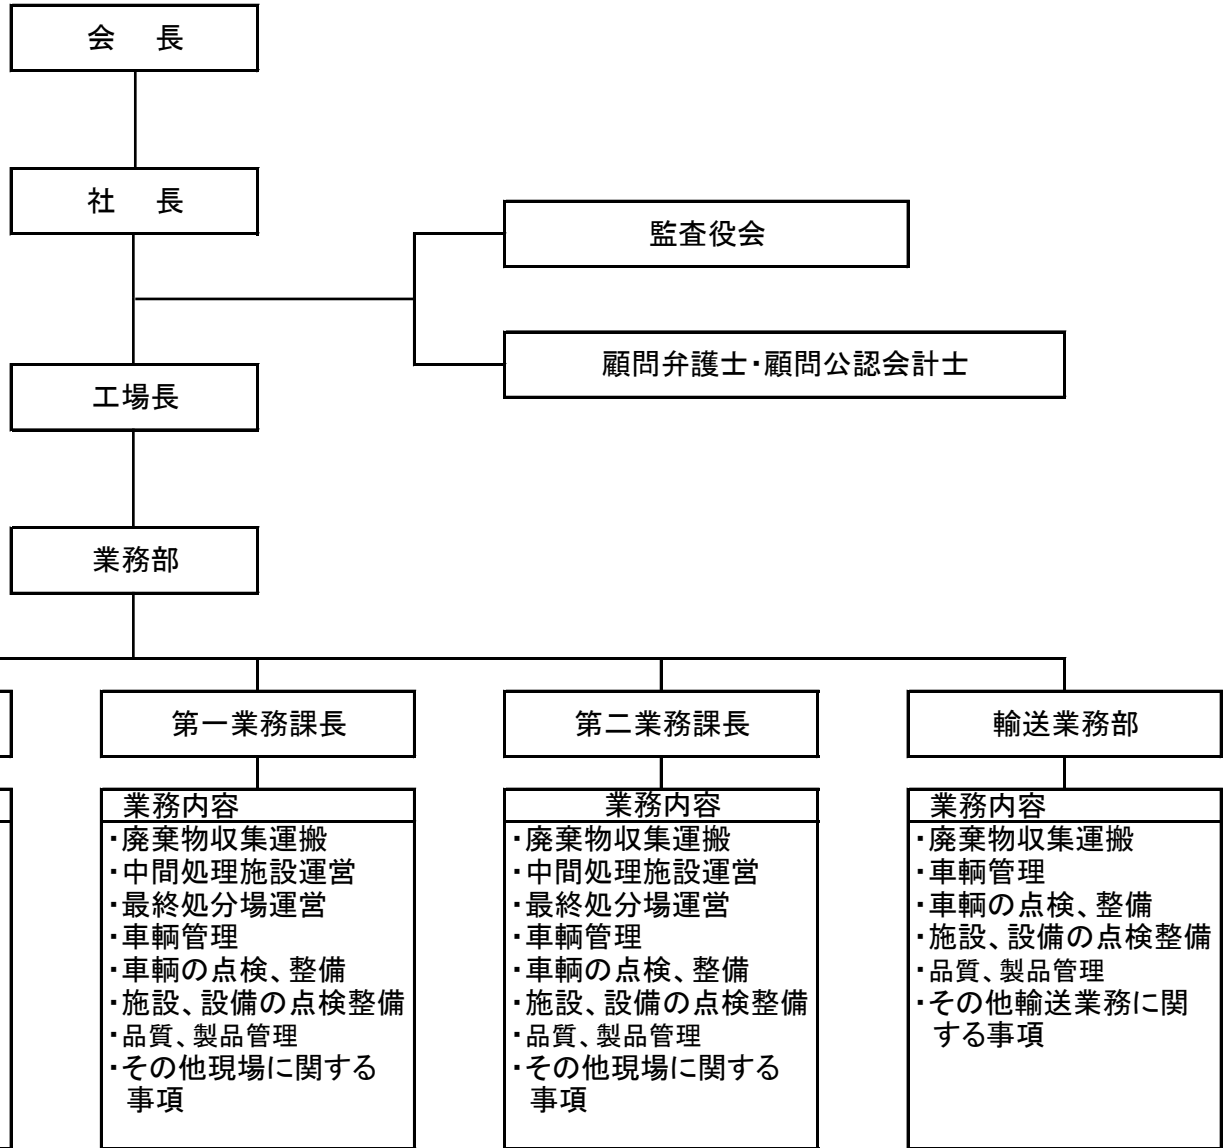 会 長
社 長
監査役会
顧問弁護士・顧問公認会計士
工場長
業務部
第一業務課長
第二業務課長
輸送業務部
業務内容
・廃棄物収集運搬
・中間処理施設運営
・最終処分場運営
・車輌管理
・車輌の点検、整備
・施設、設備の点検整備
・品質、製品管理
・その他現場に関する
事項
業務内容
・廃棄物収集運搬
・中間処理施設運営
・最終処分場運営
・車輌管理
・車輌の点検、整備
・施設、設備の点検整備
・品質、製品管理
・その他現場に関する
事項
業務内容
・廃棄物収集運搬
・車輌管理
・車輌の点検、整備
・施設、設備の点検整備
・品質、製品管理
・その他輸送業務に関
する事項